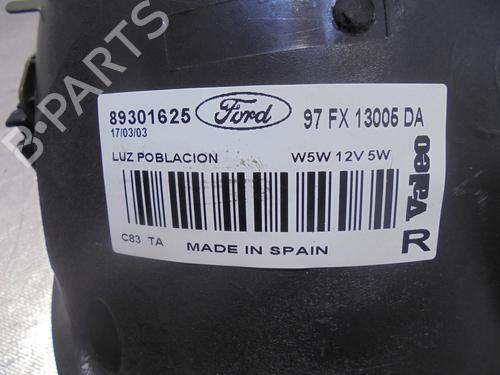 B-PARTS
89301625 Ford 97 FX 13005 DA
17/03/03
LUZ POBLACION W5W 12V 5W
Valeo
C83 TA MADE IN SPAIN R